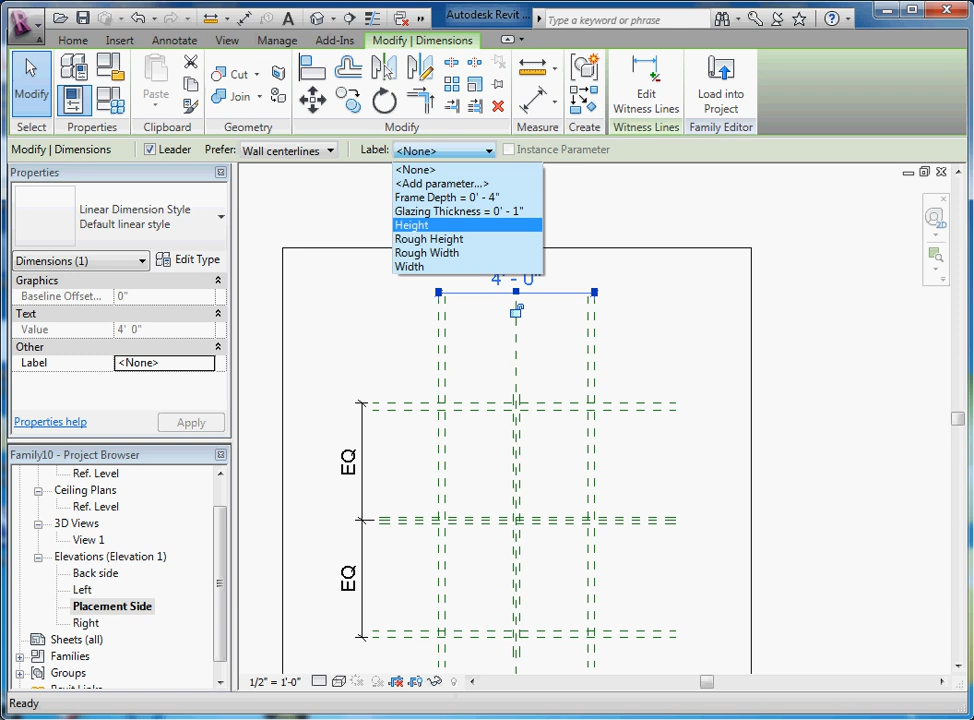 Autodesk Revit ...
Type a keyword or phrase
Home Insert Annotate View Manage Add-Ins Modify | Dimensions
Modify
Paste
Cut
Join
Edit
Witness Lines
Load into
Project
Select Properties Clipboard Geometry Modify Measure Create Witness Lines Family Editor
Modify | Dimensions Leader Prefer: Wall centerlines Label: <None> Instance Parameter
<None>
<Add parameter...>
Frame Depth = 0' - 4"
Glazing Thickness = 0' - 1"
Height
Rough Height
Rough Width
Width
Properties
Linear Dimension Style
Default linear style
Dimensions (1) Edit Type
Graphics
Baseline Offset... 0"
Text
Value 4' 0"
Other
Label <None>
Properties help Apply
Family10 - Project Browser
Ref. Level
Ceiling Plans
Ref. Level
3D Views
View 1
Elevations (Elevation 1)
Back side
Left
Placement Side
Right
Sheets (all)
Families
Groups
Revit Links
4' - 0"
EQ
EQ
2D
1/2" = 1'-0"
Ready